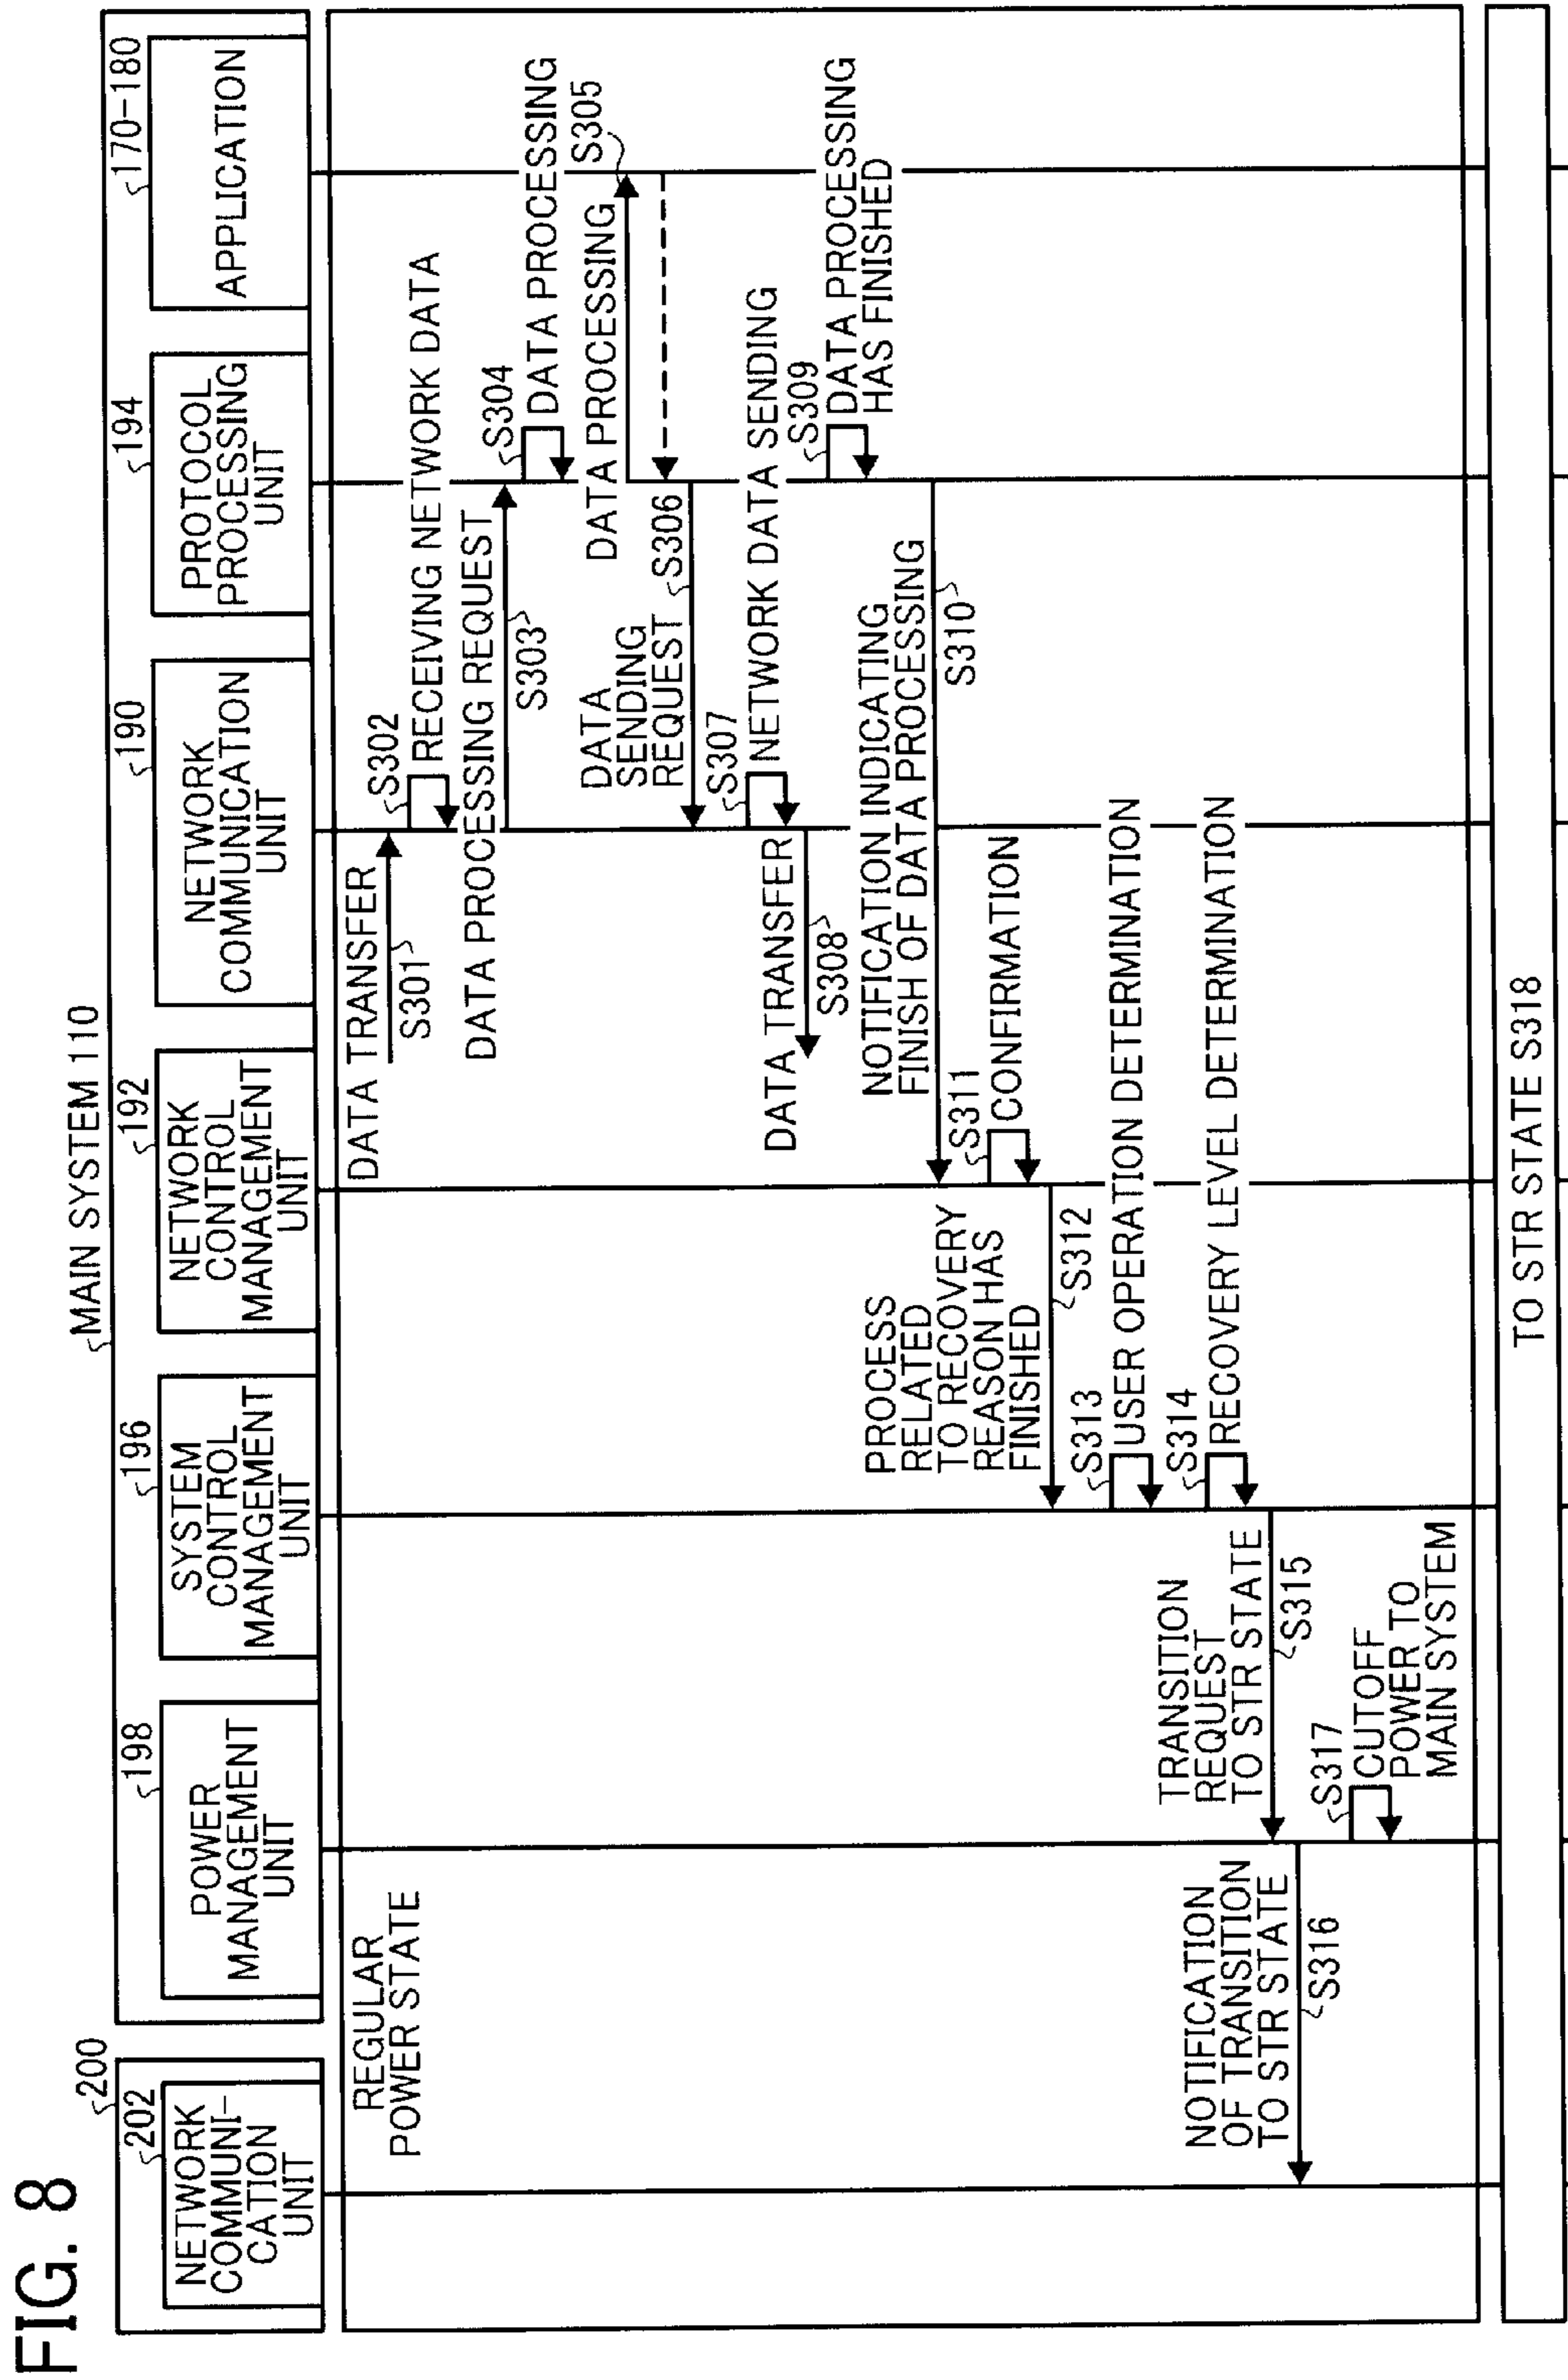 FIG. 8
200
202
NETWORK
COMMUNI-
CATION
UNIT
MAIN SYSTEM 110
198
POWER
MANAGEMENT
UNIT
196
SYSTEM
CONTROL
MANAGEMENT
UNIT
192
NETWORK
CONTROL
MANAGEMENT
UNIT
190
NETWORK
COMMUNICATION
UNIT
194
PROTOCOL
PROCESSING
UNIT
170-180
APPLICATION
REGULAR
POWER STATE
DATA TRANSFER
S301
S302
RECEIVING NETWORK DATA
DATA PROCESSING REQUEST
S303
S304
DATA PROCESSING
DATA PROCESSING
S305
DATA
SENDING
REQUEST
S306
S307
NETWORK DATA SENDING
DATA TRANSFER
S308
S309
DATA PROCESSING
HAS FINISHED
NOTIFICATION INDICATING
FINISH OF DATA PROCESSING
S310
S311
CONFIRMATION
PROCESS
RELATED
TO RECOVERY
REASON HAS
FINISHED
S312
S313
USER OPERATION DETERMINATION
S314
RECOVERY LEVEL DETERMINATION
TRANSITION
REQUEST
TO STR STATE
S315
NOTIFICATION
OF TRANSITION
TO STR STATE
S316
S317
CUTOFF
POWER TO
MAIN SYSTEM
TO STR STATE S318